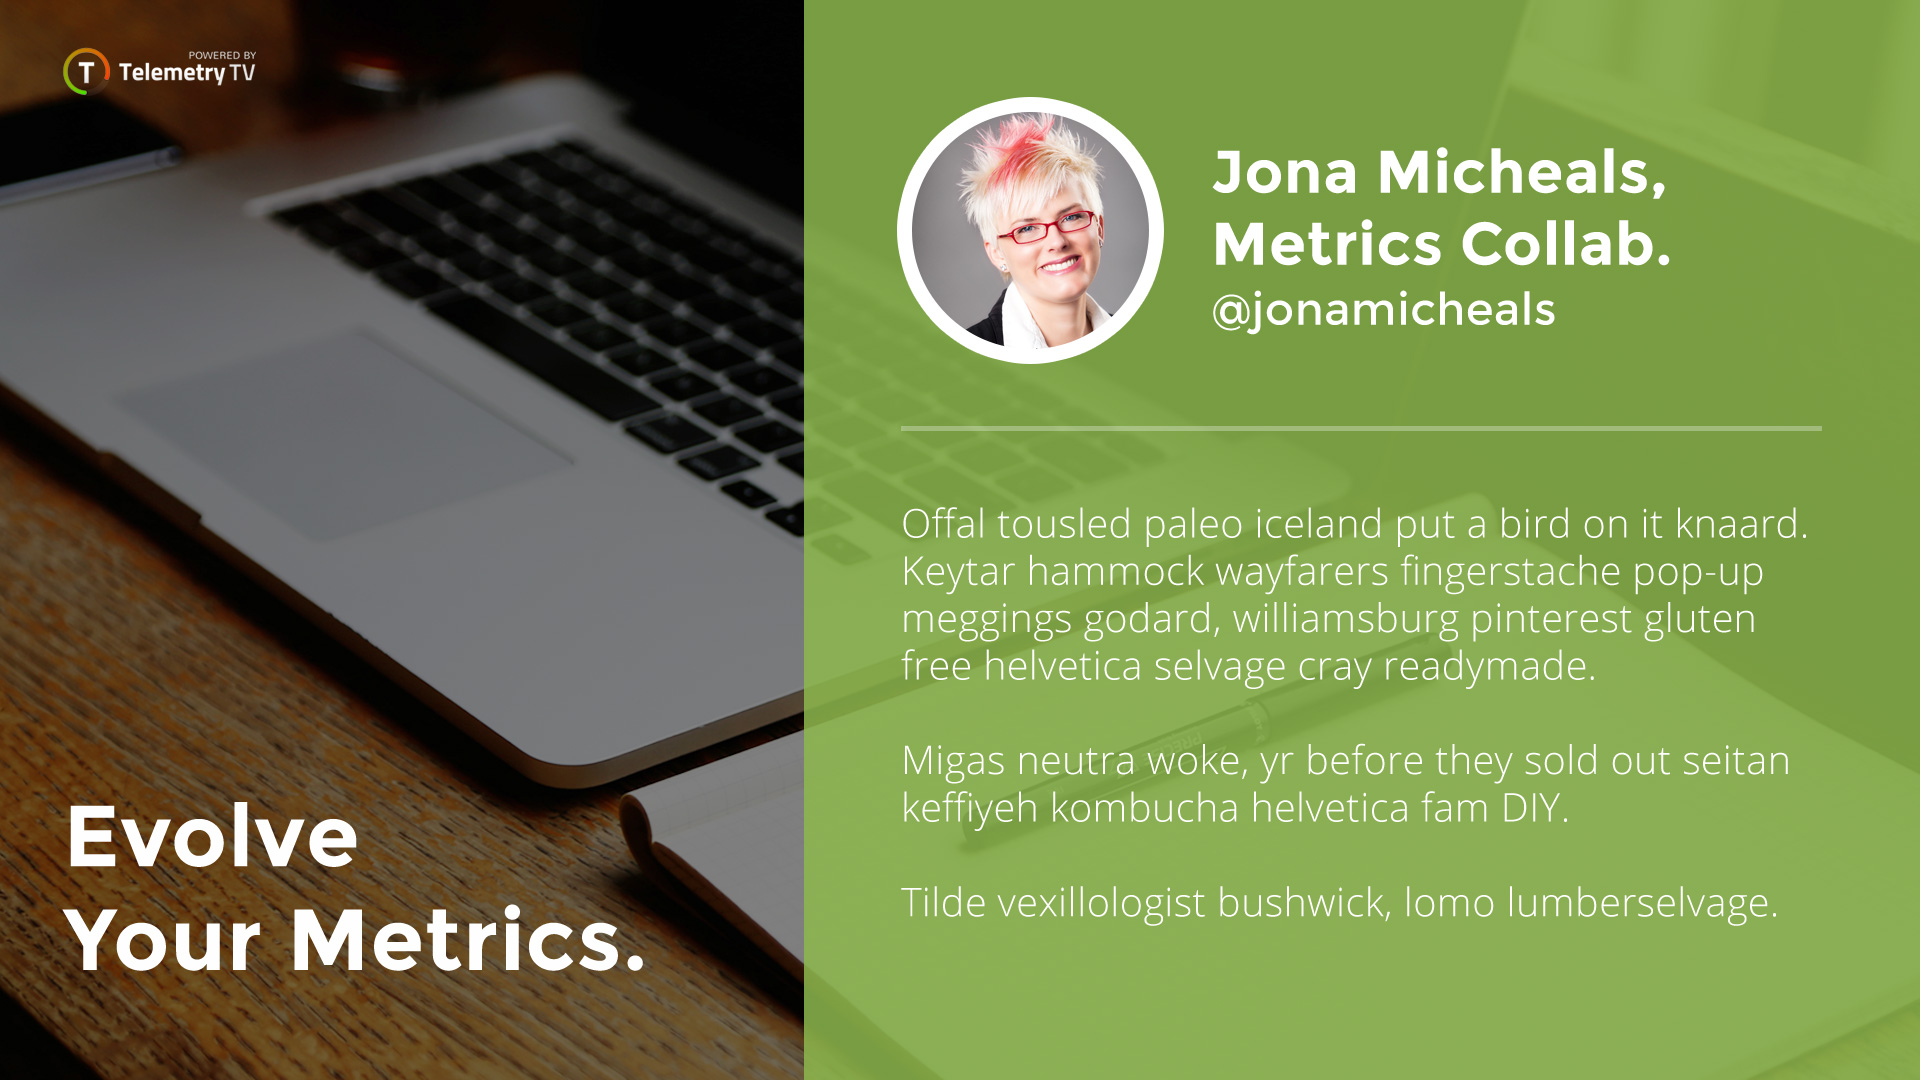 T
POWERED BY
Telemetry TV
Jona Micheals,
Metrics Collab.
@jonamicheals
Offal tousled paleo iceland put a bird on it knaard.
Keytar hammock wayfarers fingerstache pop-up
meggings godard, williamsburg pinterest gluten
free helvetica selvage cray readymade.
Migas neutra woke, yr before they sold out seitan
keffiyeh kombucha helvetica fam DIY.
Tilde vexillologist bushwick, lomo lumberselvage.
Evolve
Your Metrics.